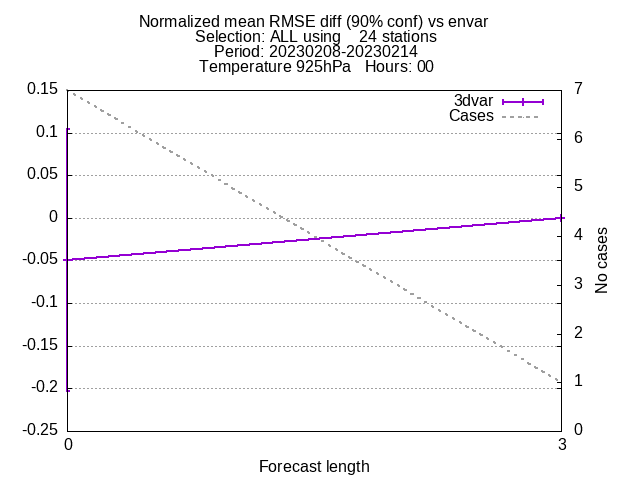 Normalized mean RMSE diff (90% conf) vs envar
Selection: ALL using    24 stations
Period: 20230208-20230214
Temperature 925hPa   Hours: 00
3dvar
Cases
0.15
0.1
0.05
0
-0.05
-0.1
-0.15
-0.2
-0.25
7
6
5
4
3
2
1
0
No cases
0
3
Forecast length